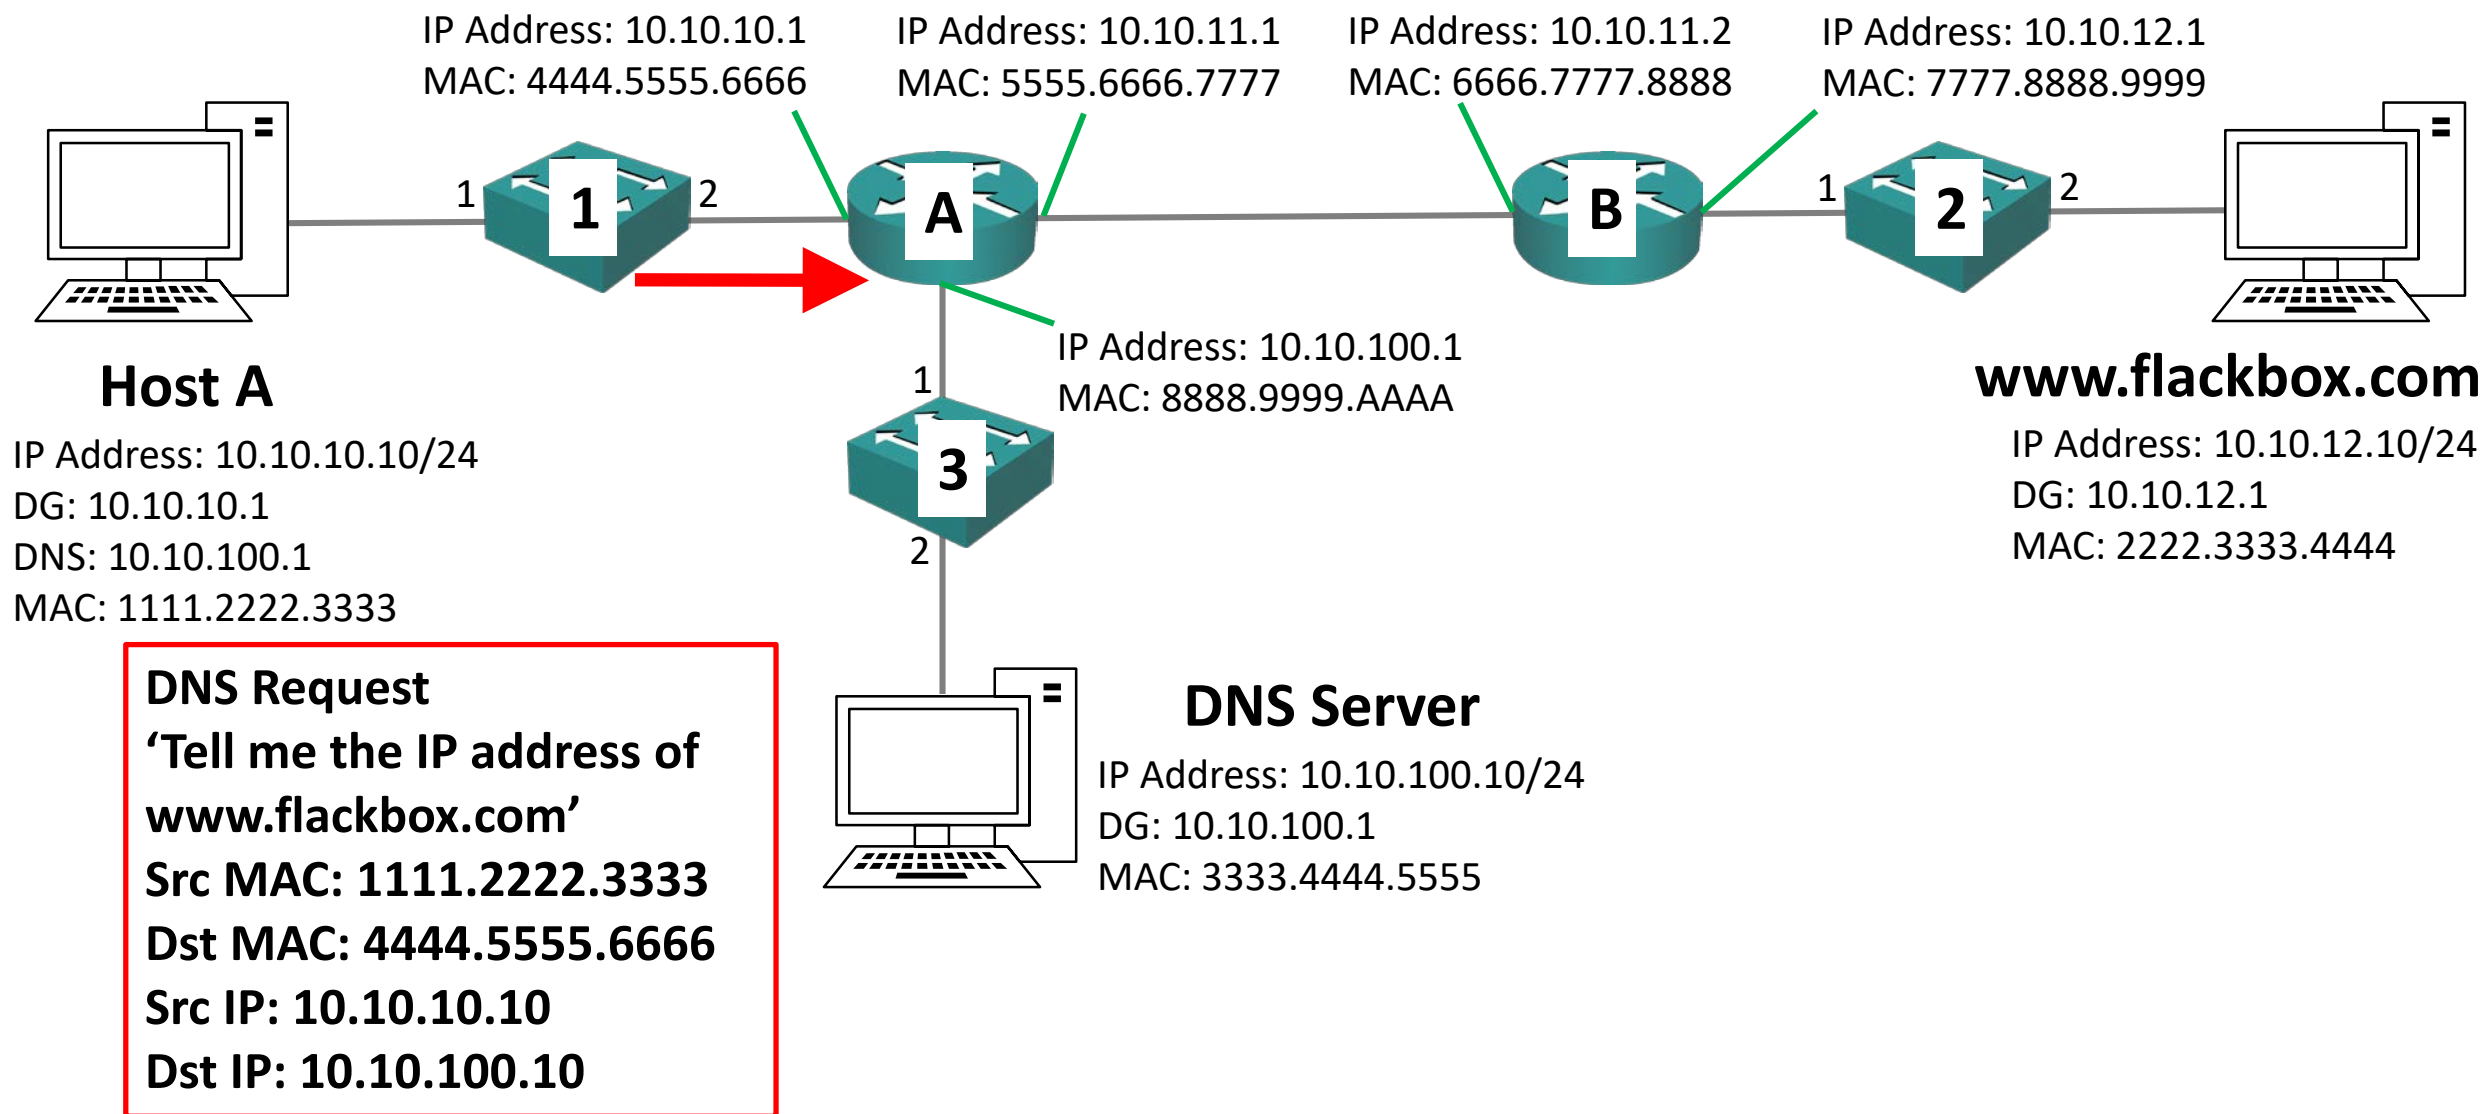 IP Address: 10.10.10.1
MAC: 4444.5555.6666
IP Address: 10.10.11.1
MAC: 5555.6666.7777
IP Address: 10.10.11.2
MAC: 6666.7777.8888
IP Address: 10.10.12.1
MAC: 7777.8888.9999
1
1
2
A
B
1
2
2
IP Address: 10.10.100.1
MAC: 8888.9999.AAAA
1
3
2
Host A
IP Address: 10.10.10.10/24
DG: 10.10.10.1
DNS: 10.10.100.1
MAC: 1111.2222.3333
www.flackbox.com
IP Address: 10.10.12.10/24
DG: 10.10.12.1
MAC: 2222.3333.4444
DNS Request
‘Tell me the IP address of
www.flackbox.com’
Src MAC: 1111.2222.3333
Dst MAC: 4444.5555.6666
Src IP: 10.10.10.10
Dst IP: 10.10.100.10
DNS Server
IP Address: 10.10.100.10/24
DG: 10.10.100.1
MAC: 3333.4444.5555